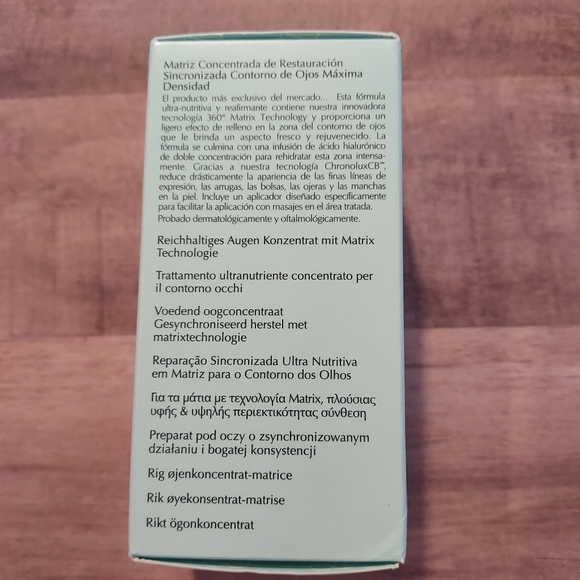 Matriz Concentrada de Restauración
Sincronizada Contorno de Ojos Máxima
Densidad
El producto más exclusivo del mercado... Esta fórmula
ultra-nutritiva y reafirmante contiene nuestra innovadora
tecnología 360° Matrix Technology y proporciona un
ligero efecto de relleno en la zona del contorno de ojos
que le brinda un aspecto fresco y rejuvenecido. La
fórmula se culmina con una infusión de ácido hialurónico
de doble concentración para rehidratar esta zona intensa-
mente. Gracias a nuestra tecnología ChronoluxCB™,
reduce drásticamente la apariencia de las finas líneas de
expresión, las arrugas, las bolsas, las ojeras y las manchas
en la piel. Incluye un aplicador diseñado específicamente
para facilitar la aplicación con masajes en el área tratada.
Probado dermatológicamente y oftalmológicamente.
Reichhaltiges Augen Konzentrat mit Matrix
Technologie
Trattamento ultranutriente concentrato per
il contorno occhi
Voedend oogconcentraat
Gesynchroniseerd herstel met
matrixtechnologie
Reparação Sincronizada Ultra Nutritiva
em Matriz para o Contorno dos Olhos
Για τα μάτια με τεχνολογία Matrix, πλούσιας
υφής & υψηλής περιεκτικότητας σύνθεση
Preparat pod oczy o zsynchronizowanym
działaniu i bogatej konsystencji
Rig øjenkoncentrat-matrice
Rik øyekonsentrat-matrise
Rikt ögonkoncentrat